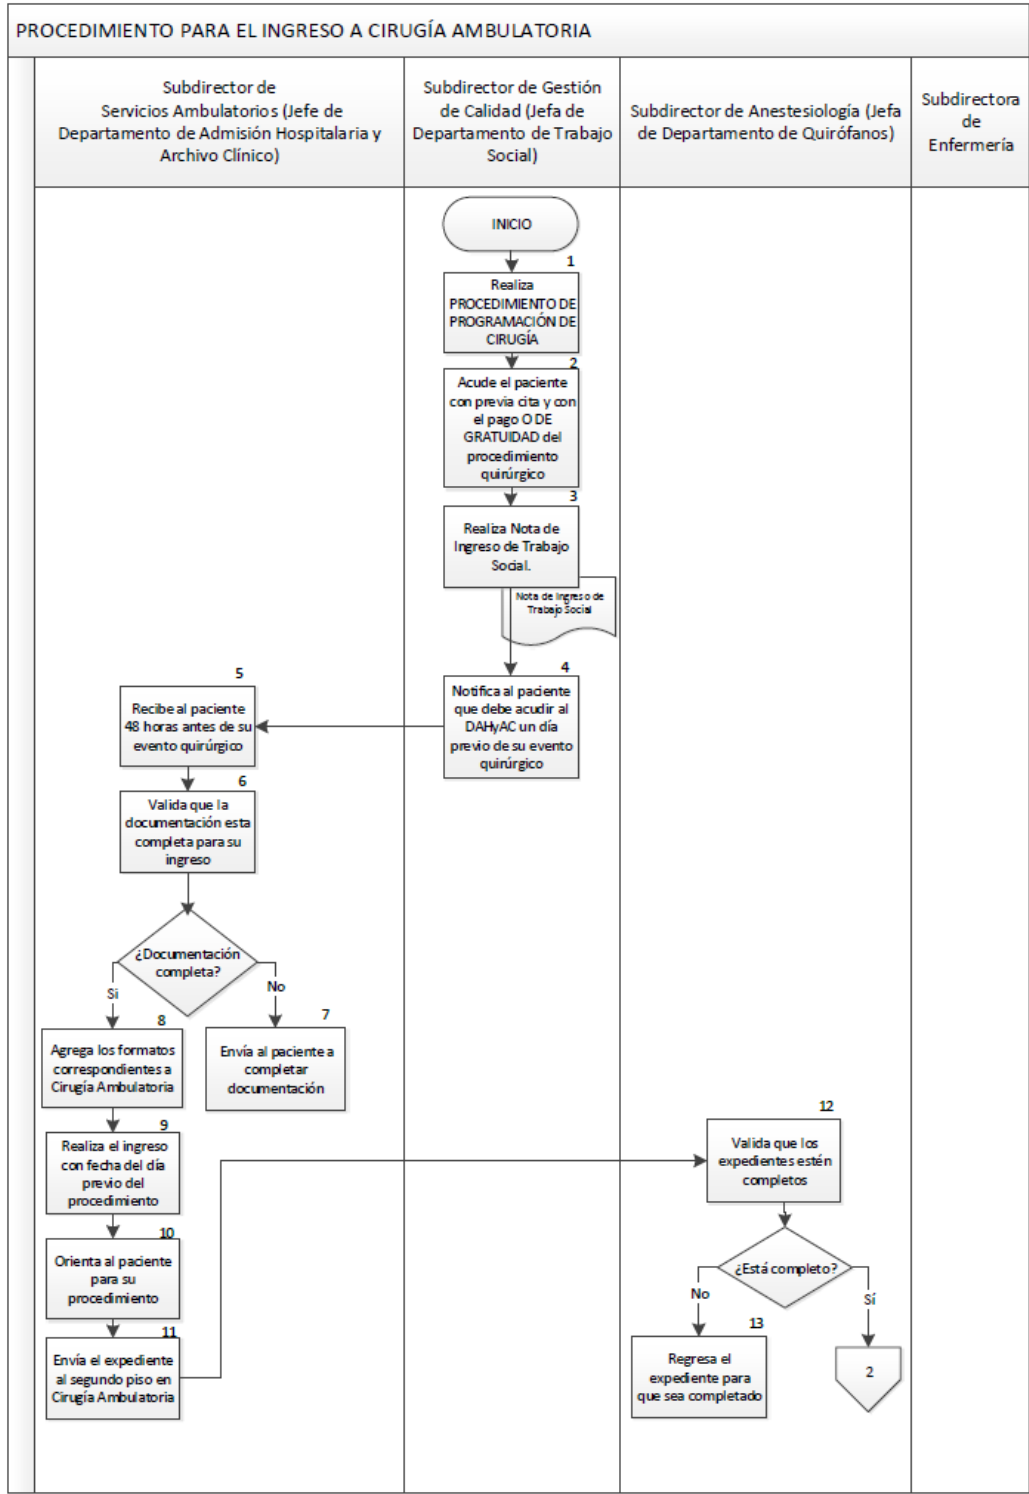 PROCEDIMIENTO PARA EL INGRESO A CIRUGÍA AMBULATORIA
Subdirector de
Servicios Ambulatorios (Jefe de
Departamento de Admisión Hospitalaria y
Archivo Clínico)
Subdirector de Gestión
de Calidad (Jefa de
Departamento de Trabajo
Social)
Subdirector de Anestesiología (Jefa
de Departamento de Quirófanos)
Subdirectora
de
Enfermería
INICIO
1
Realiza
PROCEDIMIENTO DE
PROGRAMACIÓN DE
CIRUGÍA
2
Acude el paciente
con previa cita y con
el pago O DE
GRATUIDAD del
procedimiento
quirúrgico
3
Realiza Nota de
Ingreso de Trabajo
Social.
Nota de Ingreso de
Trabajo Social
4
Notifica al paciente
que debe acudir al
DAHyAC un día
previo de su evento
quirúrgico
5
Recibe al paciente
48 horas antes de su
evento quirúrgico
6
Valida que la
documentación esta
completa para su
ingreso
¿Documentación
completa?
Si
No
7
Envía al paciente a
completar
documentación
8
Agrega los formatos
correspondientes a
Cirugía Ambulatoria
9
Realiza el ingreso
con fecha del día
previo del
procedimiento
10
Orienta al paciente
para su
procedimiento
11
Envía el expediente
al segundo piso en
Cirugía Ambulatoria
12
Valida que los
expedientes estén
completos
¿Está completo?
No
Sí
13
Regresa el
expediente para
que sea completado
2